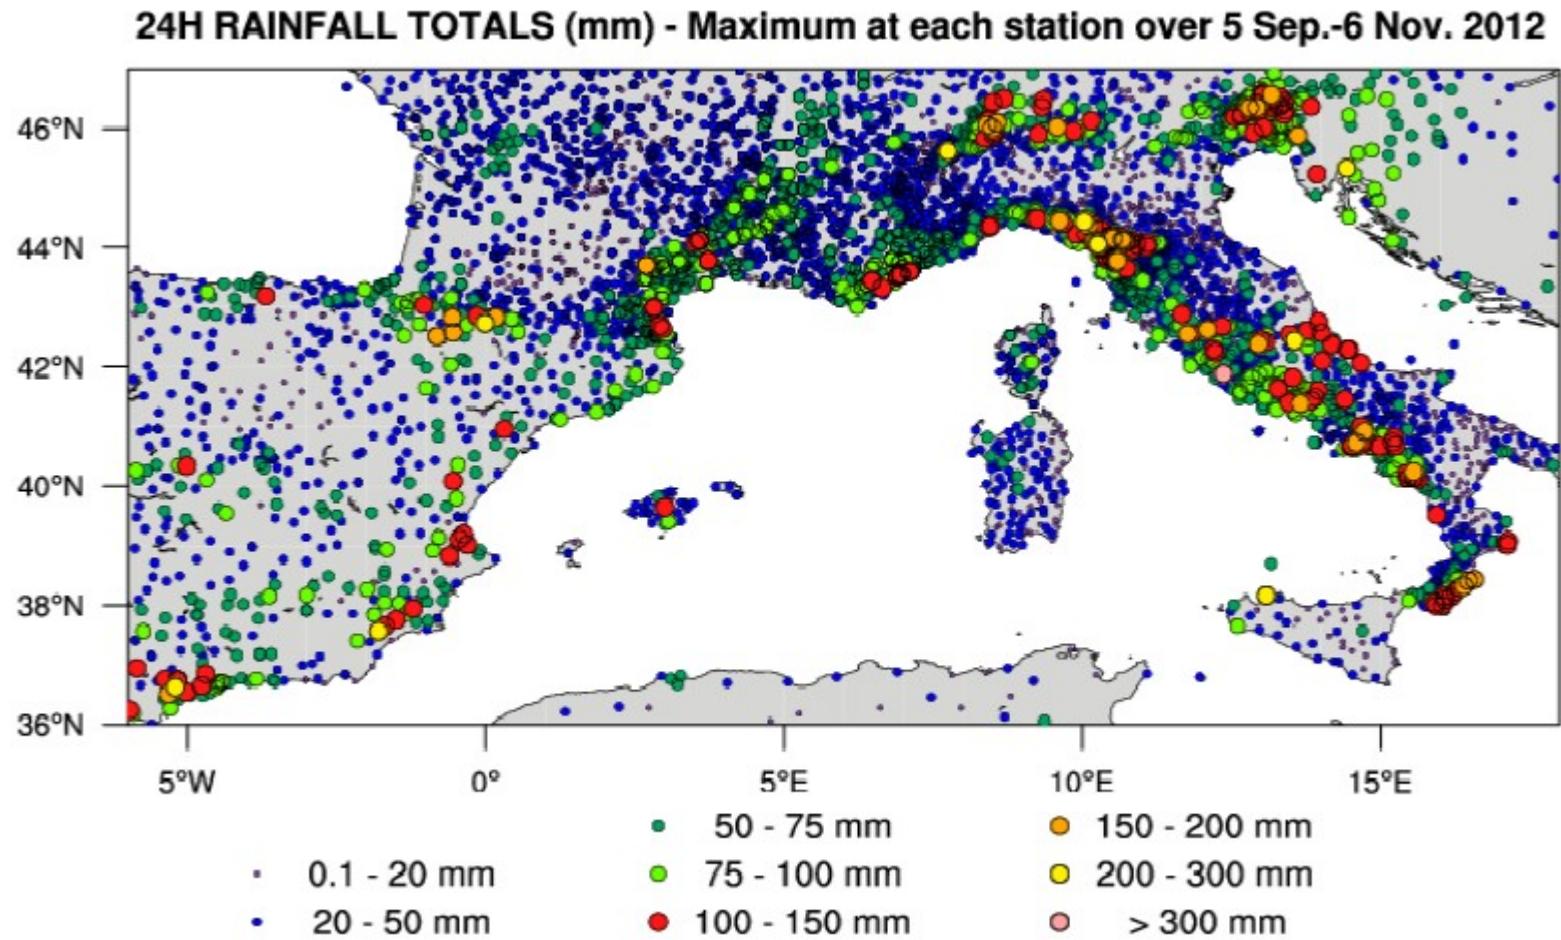 24H RAINFALL TOTALS (mm) - Maximum at each station over 5 Sep.-6 Nov. 2012
46°N
44°N
42°N
40°N
38°N
36°N
5°W 0° 5°E 10°E 15°E
50 - 75 mm 150 - 200 mm
0.1 - 20 mm 75 - 100 mm 200 - 300 mm
20 - 50 mm 100 - 150 mm > 300 mm